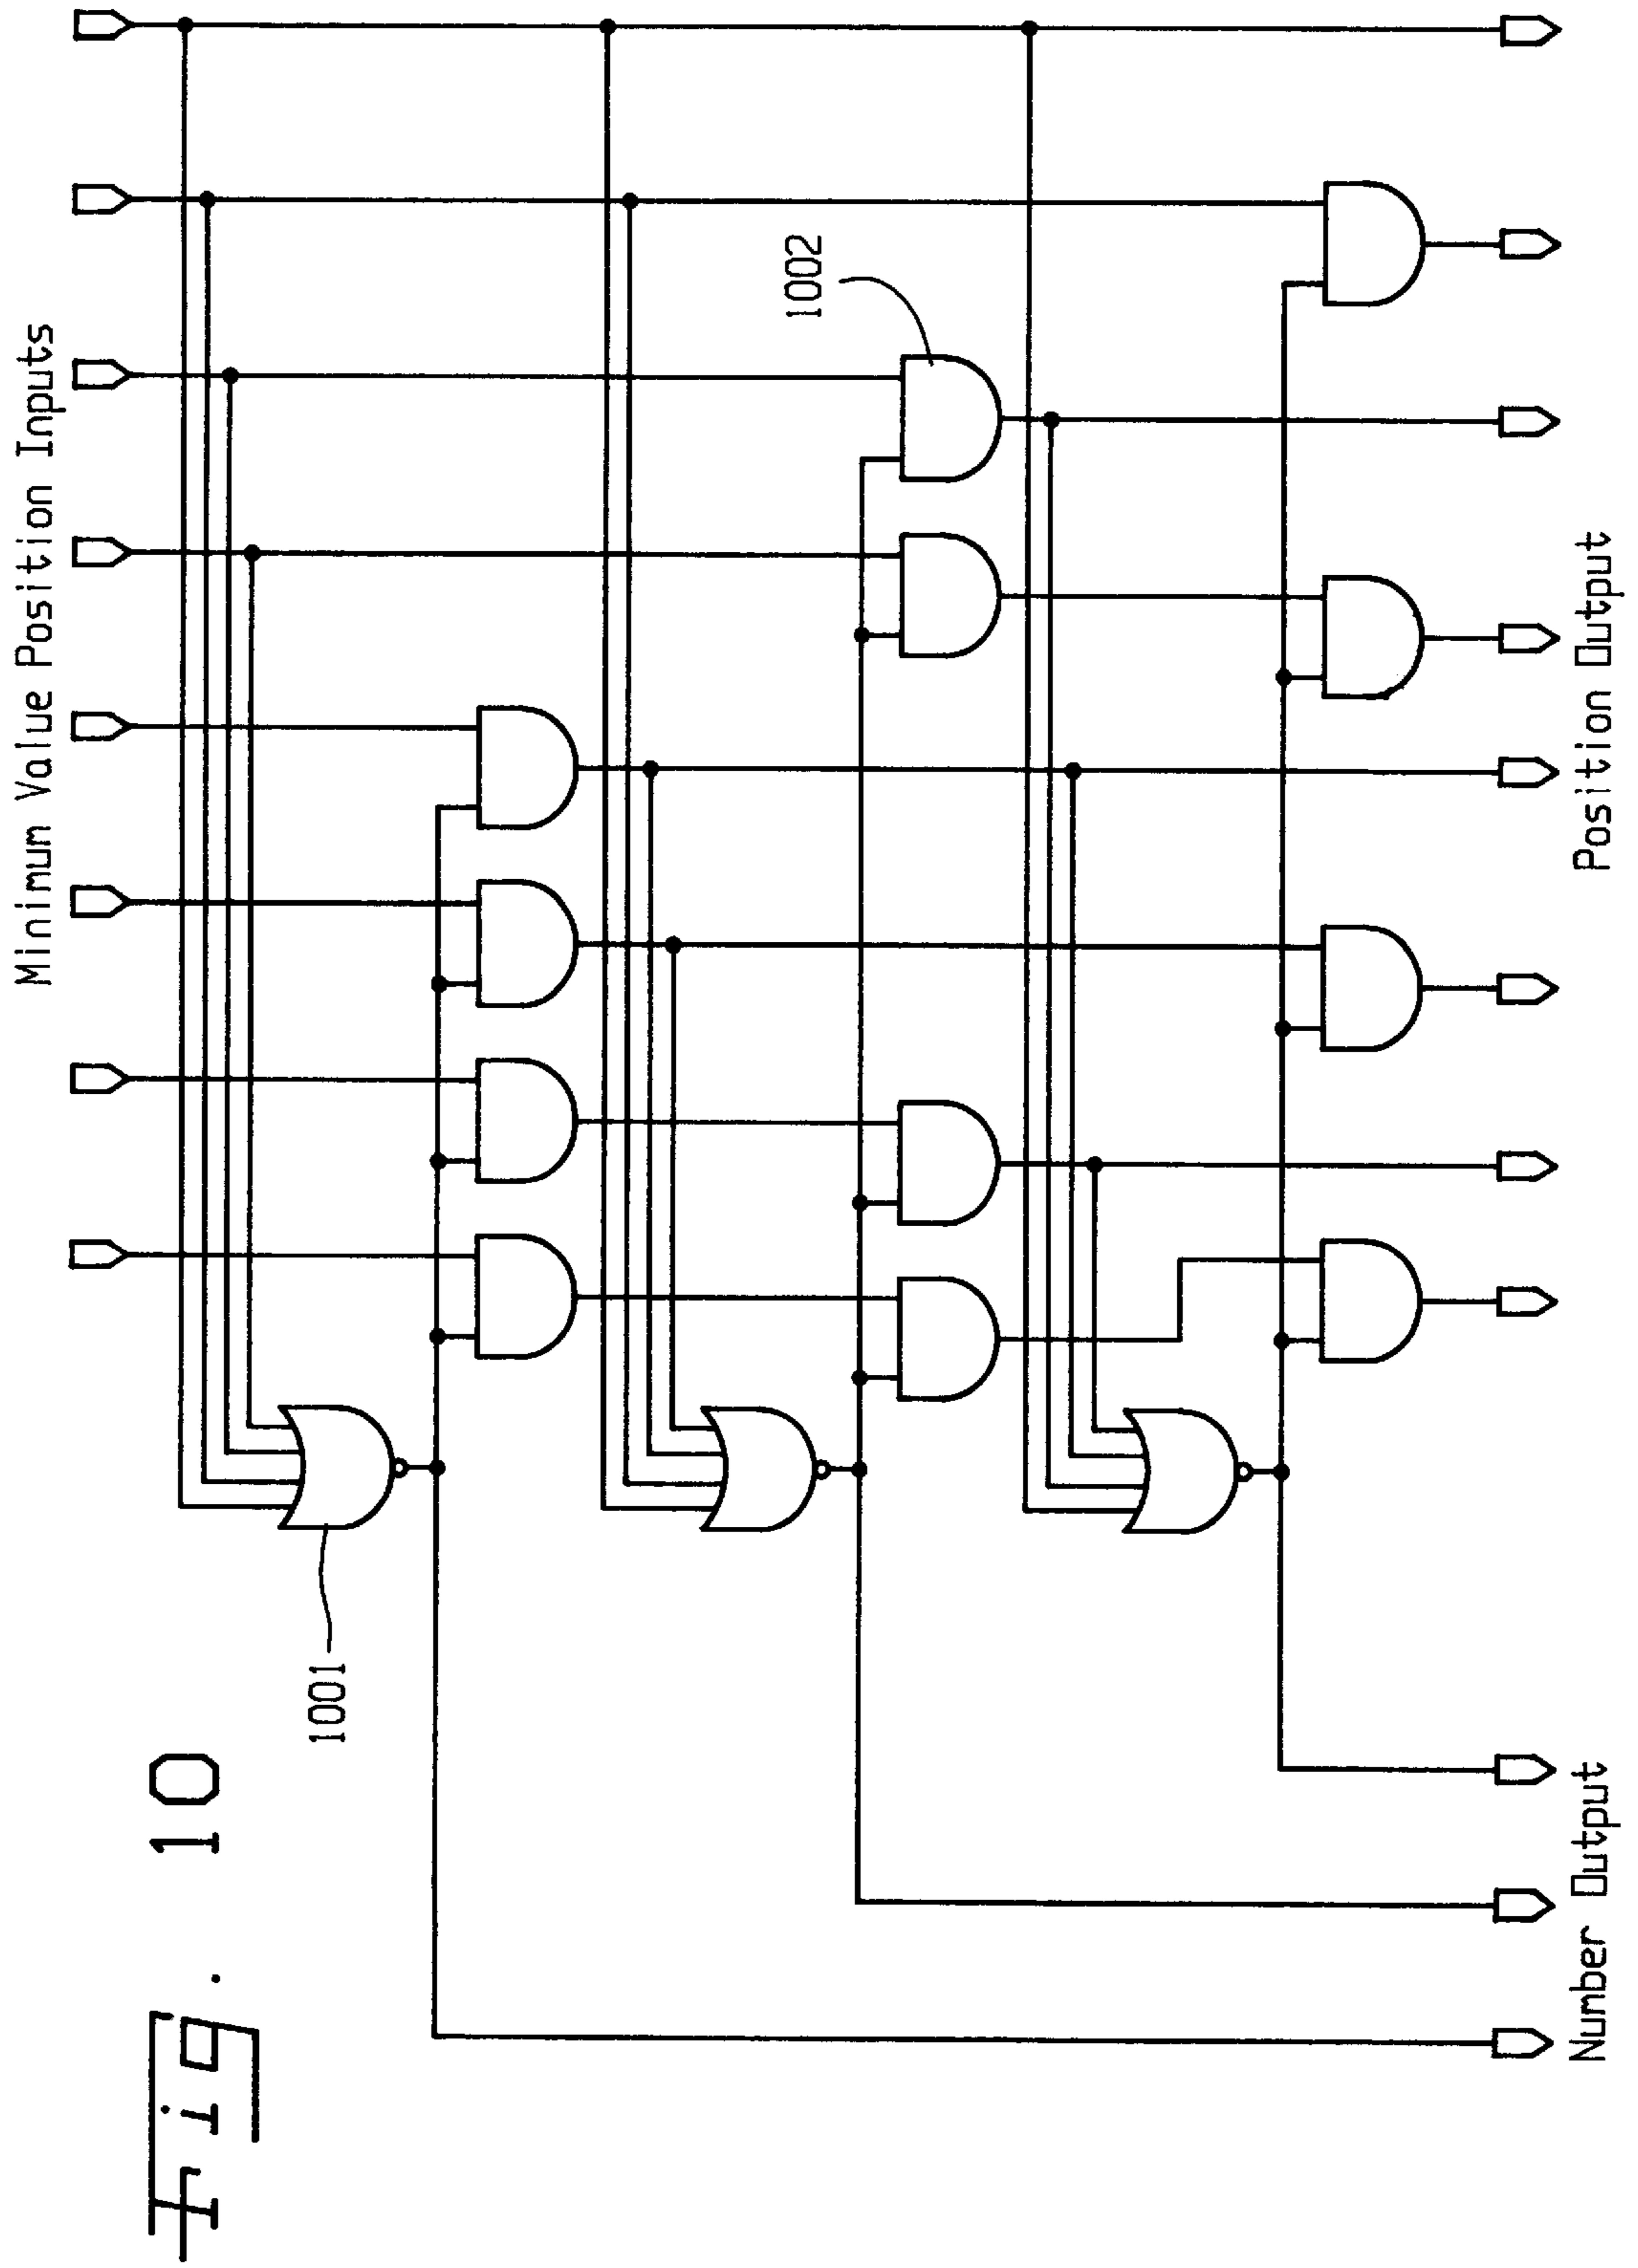 Fig. 10
Minimum Value Position Inputs
1001
1002
Number Output
Position Output